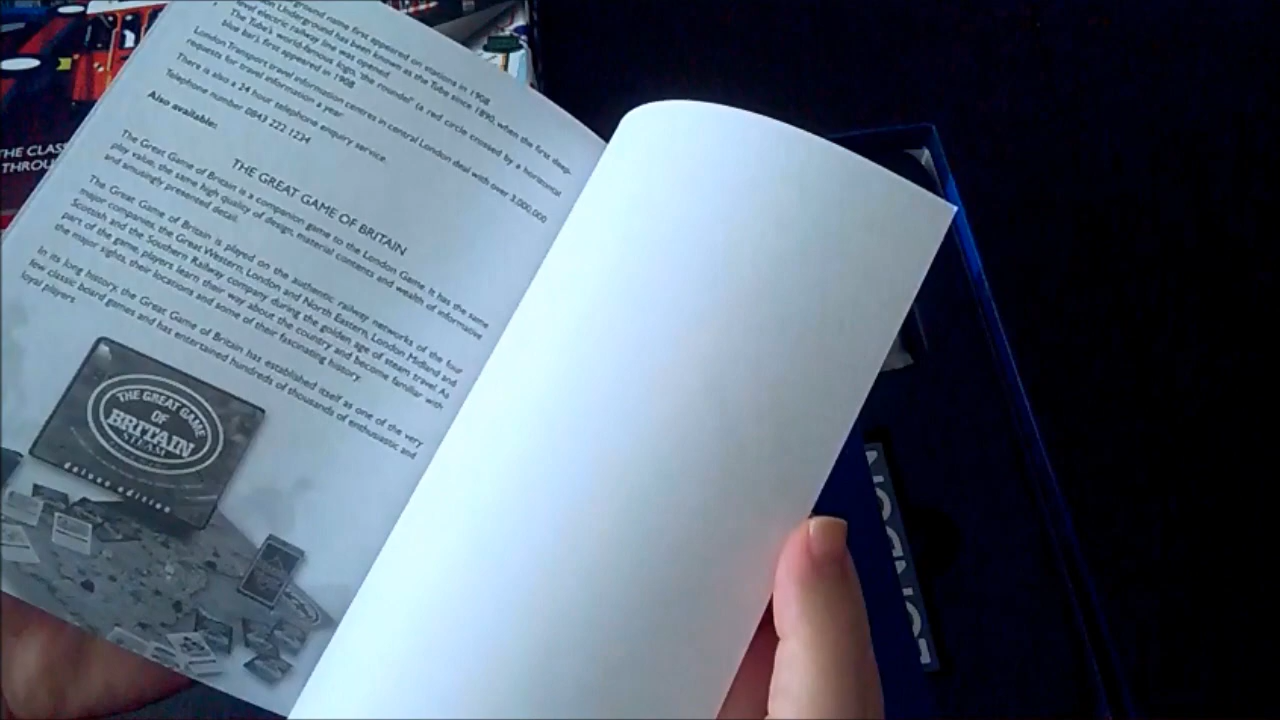 ground name first appeared on stations in 1908
on Underground has been known as the Tube since 1890, when the first deep
level electric railway line was opened
The Tube's world-famous logo, 'the roundel' (a red circle crossed by a horizontal
blue bar), first appeared in 1908
London Transport travel information centres in central London deal with over 3,000,000
requests for travel information a year.
There is also a 24 hour telephone enquiry service.
Telephone number 0843 222 1234
Also available:
THE GREAT GAME OF BRITAIN
The Great Game of Britain is a companion game to the London Game. It has the same
play value, the same high quality of design, material contents and wealth of informative
and amusingly presented detail.
The Great Game of Britain is played on the authentic railway networks of the four
major companies, the Great Western, London and North Eastern, London Midland and
Scottish and the Southern Railway company during the golden age of steam travel. As
part of the game, players learn their way about the country and become familiar with
the major sights, their locations and some of their fascinating history.
In its long history, the Great Game of Britain has established itself as one of the very
few classic board games and has entertained hundreds of thousands of enthusiastic and
loyal players.
THE GREAT GAME
OF
BRITAIN
STEAM
deluxe edition
THE CLAS
THROU
LONDON